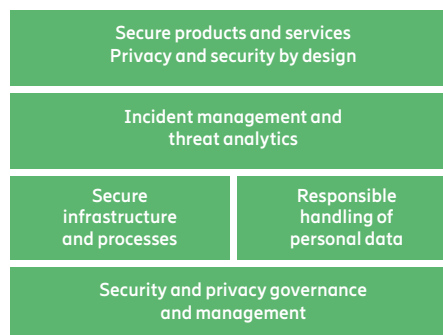 Secure products and services
Privacy and security by design
Incident management and
threat analytics
Secure
infrastructure
and processes
Responsible
handling of
personal data
Security and privacy governance
and management